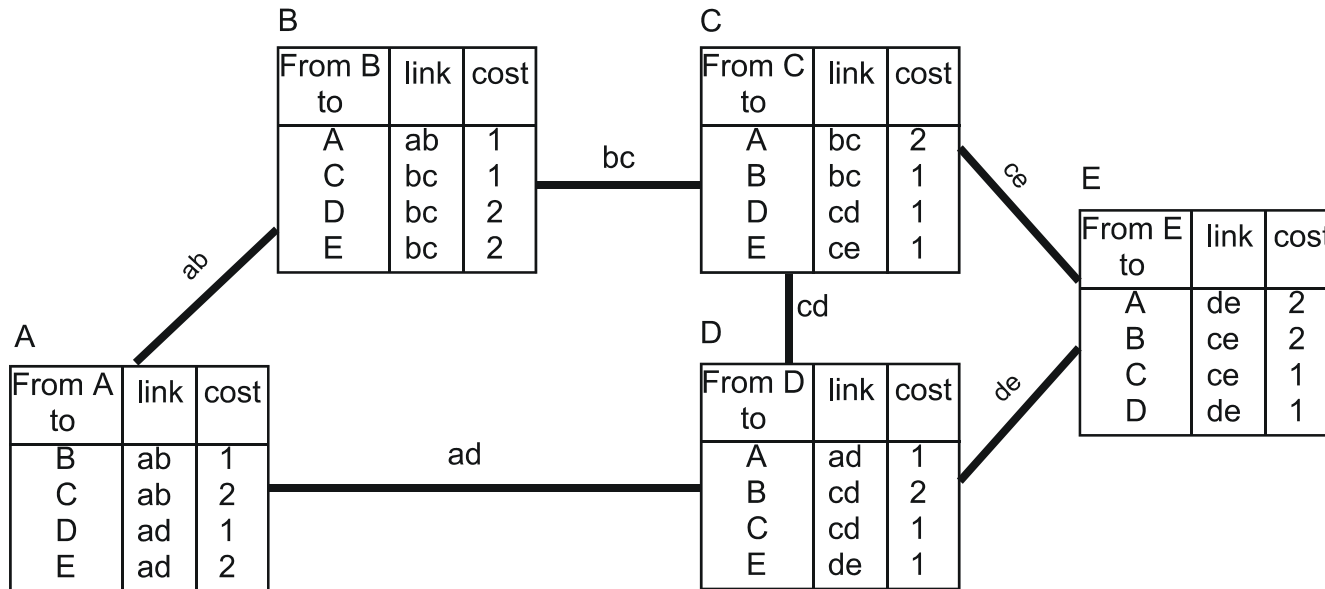 B
From B to link cost
A ab 1
C bc 1
D bc 2
E bc 2
bc
C
From C to link cost
A bc 2
B bc 1
D cd 1
E ce 1
ce
E
From E to link cost
A de 2
B ce 2
C ce 1
D de 1
ab
cd
A
From A to link cost
B ab 1
C ab 2
D ad 1
E ad 2
ad
D
From D to link cost
A ad 1
B cd 2
C cd 1
E de 1
de